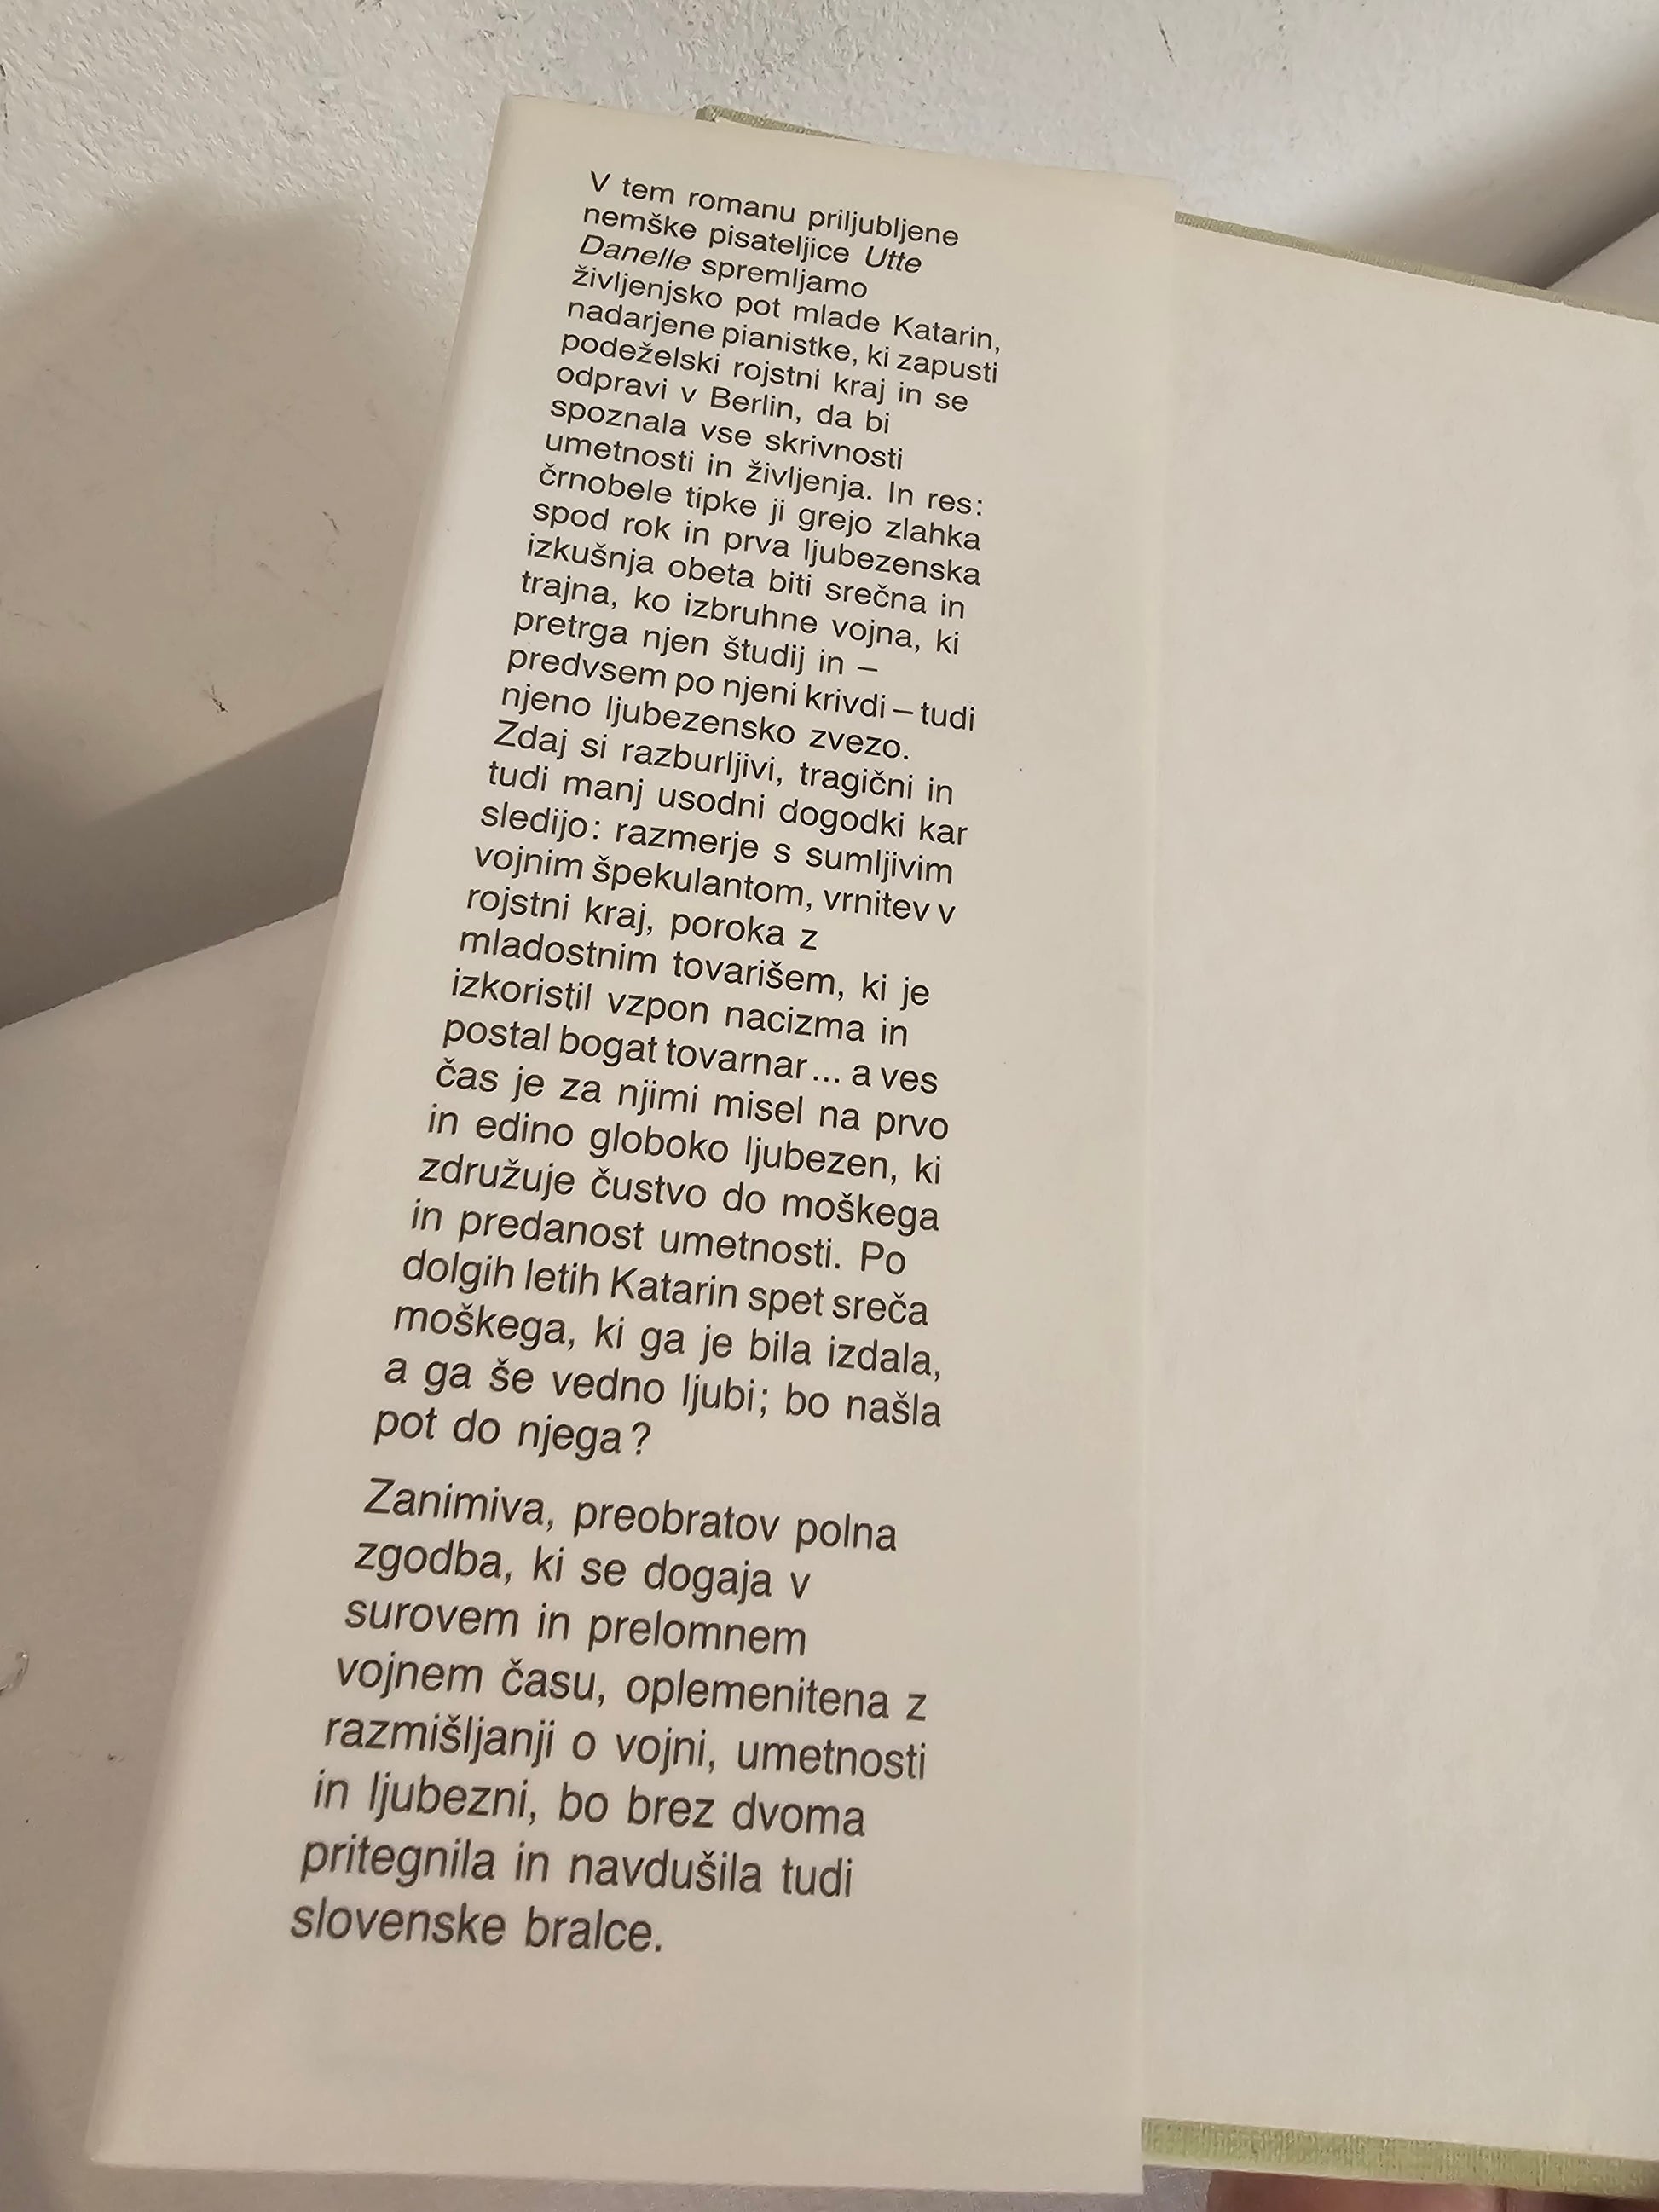 V tem romanu priljubljene
nemške pisateljice Utte
Danelle spremljamo
življenjsko pot mlade Katarin,
nadarjene pianistke, ki zapusti
podeželski rojstni kraj in se
odpravi v Berlin, da bi
spoznala vse skrivnosti
umetnosti in življenja. In res:
črnobele tipke ji grejo zlahka
spod rok in prva ljubezenska
izkušnja obeta biti srečna in
trajna, ko izbruhne vojna, ki
pretrga njen študij in –
predvsem po njeni krivdi – tudi
njeno ljubezensko zvezo.
Zdaj si razburljivi, tragični in
tudi manj usodni dogodki kar
sledijo: razmerje s sumljivim
vojnim špekulantom, vrnitev v
rojstni kraj, poroka z
mladostnim tovarišem, ki je
izkoristil vzpon nacizma in
postal bogat tovarnar... a ves
čas je za njimi misel na prvo
in edino globoko ljubezen, ki
združuje čustvo do moškega
in predanost umetnosti. Po
dolgih letih Katarin spet sreča
moškega, ki ga je bila izdala,
a ga še vedno ljubi; bo našla
pot do njega?
Zanimiva, preobratov polna
zgodba, ki se dogaja v
surovem in prelomnem
vojnem času, oplemenitena z
razmišljanji o vojni, umetnosti
in ljubezni, bo brez dvoma
pritegnila in navdušila tudi
slovenske bralce.